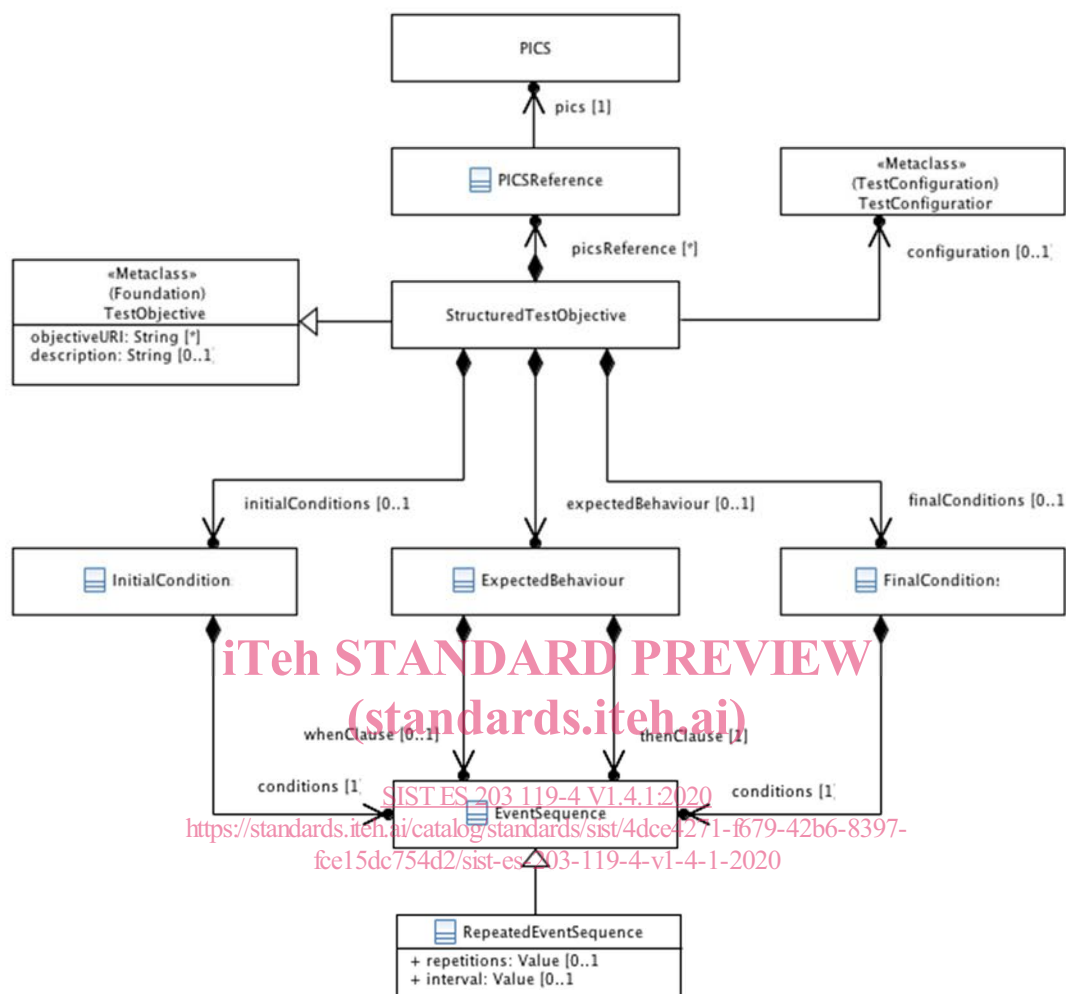 PICS
pics [1]
PICSReference
«Metaclass»
(TestConfiguration)
TestConfiguration
picsReference [*]
configuration [0..1]
«Metaclass»
(Foundation)
TestObjective
objectiveURI: String [*]
description: String [0..1]
StructuredTestObjective
initialConditions [0..1
expectedBehaviour [0..1]
finalConditions [0..1
InitialCondition
ExpectedBehaviour
FinalConditions
iTeh STANDARD PREVIEW
(standards.iteh.ai)
whenClause [0..1]
thenClause [1]
conditions [1]
SIST ES 203 119-4 V1.4.1:2020
conditions [1]
EventSequence
https://standards.iteh.ai/catalog/standards/sist/4dce4271-f679-42b6-8397-
fce15dc754d2/sist-es-203-119-4-v1-4-1-2020
RepeatedEventSequence
+ repetitions: Value [0..1
+ interval: Value [0..1